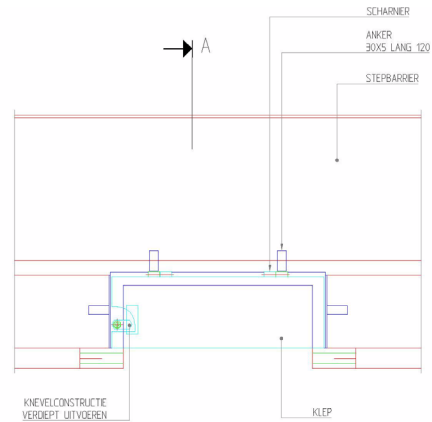 SCHARNIER
A
ANKER
30X5 LANG 120
STEPBARRIER
KNEVELCONSTRUCTIE
VERDIEPT UITVOEREN
KLEP